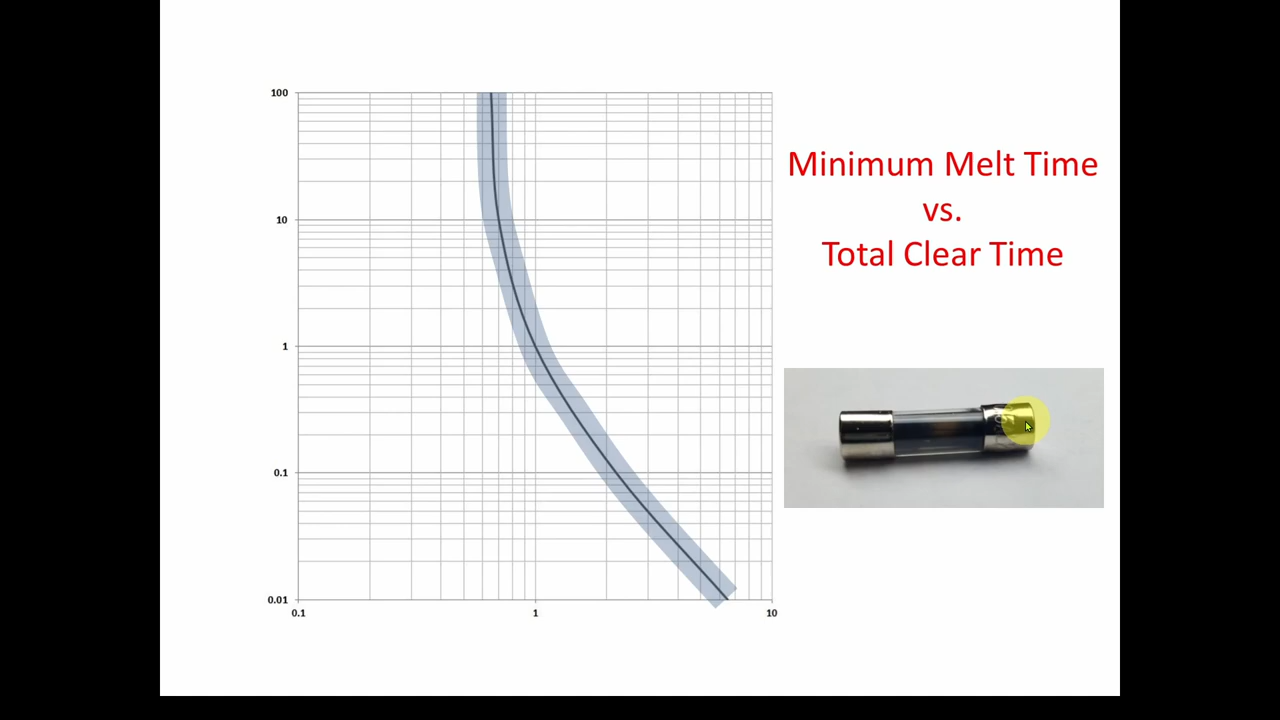 Minimum Melt Time
vs.
Total Clear Time
100
10
1
0.1
0.01
0.1 1 10